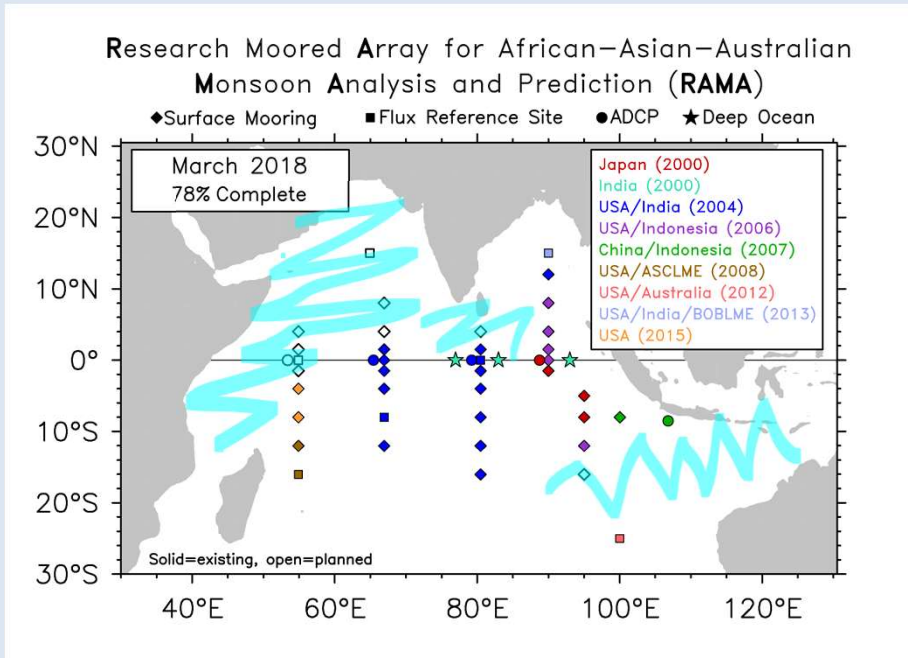 Research Moored Array for African-Asian-Australian
Monsoon Analysis and Prediction (RAMA)
Surface Mooring Flux Reference Site ADCP Deep Ocean
March 2018
78% Complete
Japan (2000)
India (2000)
USA/India (2004)
USA/Indonesia (2006)
China/Indonesia (2007)
USA/ASCLME (2008)
USA/Australia (2012)
USA/India/BOBLME (2013)
USA (2015)
30°N
20°N
10°N
0°
10°S
20°S
30°S
Solid=existing, open=planned
40°E 60°E 80°E 100°E 120°E